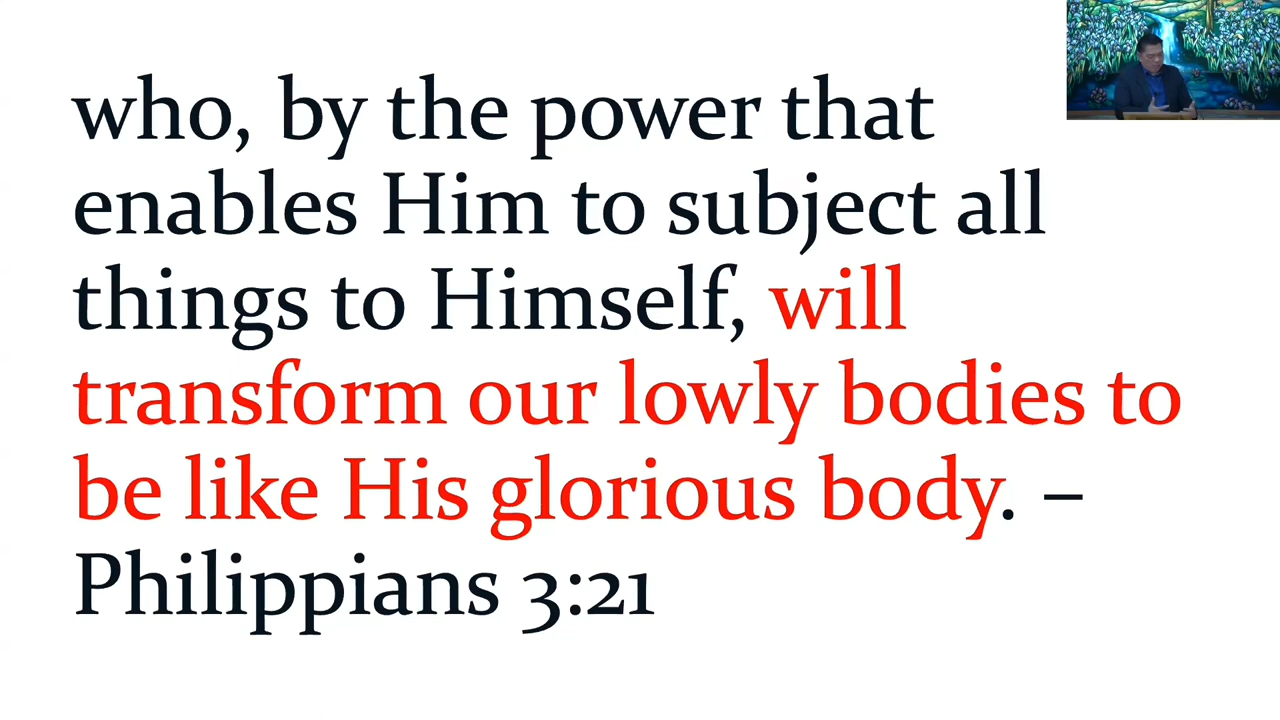 who, by the power that
enables Him to subject all
things to Himself, will
transform our lowly bodies to
be like His glorious body. –
Philippians 3:21